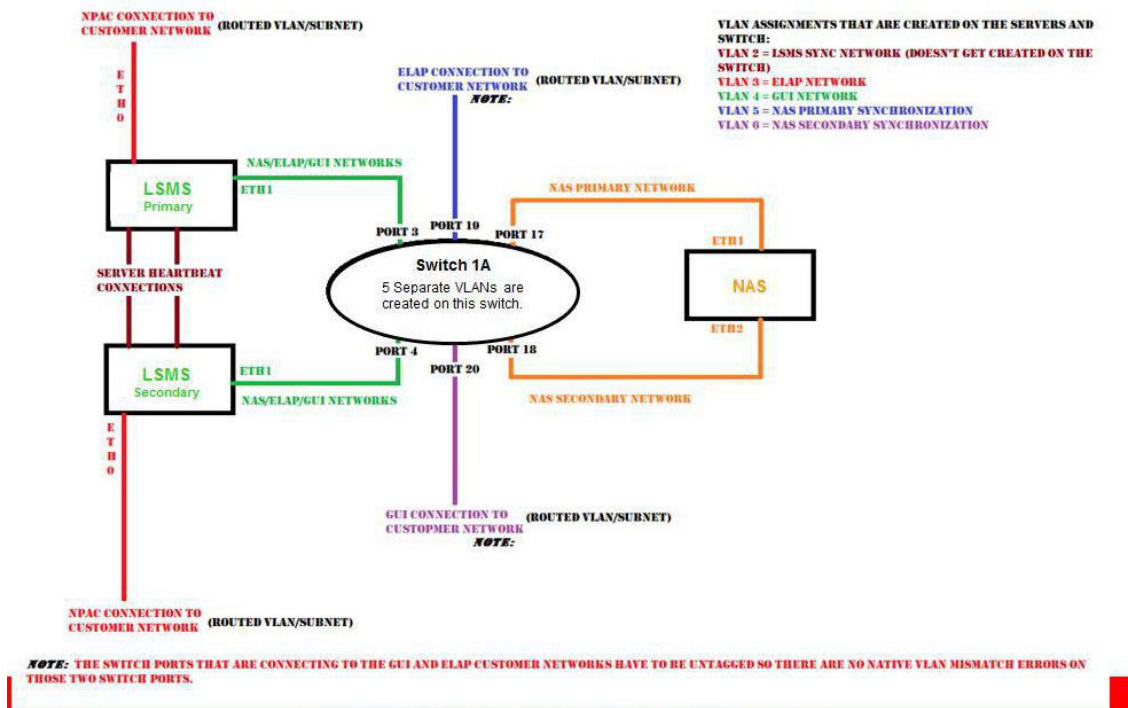 NPAC CONNECTION TO
CUSTOMER NETWORK (ROUTED VLAN/SUBNET)
VLAN ASSIGNMENTS THAT ARE CREATED ON THE SERVERS AND
SWITCH:
VLAN 2 = LSMS SYNC NETWORK (DOESN'T GET CREATED ON THE
SWITCH)
VLAN 3 = ELAP NETWORK
VLAN 4 = GUI NETWORK
VLAN 5 = NAS PRIMARY SYNCHRONIZATION
VLAN 6 = NAS SECONDARY SYNCHRONIZATION
E
T
H
0
ELAP CONNECTION TO
CUSTOMER NETWORK (ROUTED VLAN/SUBNET)
NOTE:
NAS/ELAP/GUI NETWORKS
ETH1
LSMS
Primary
NAS PRIMARY NETWORK
PORT 3
PORT 19
PORT 17
ETH1
SERVER HEARTBEAT
CONNECTIONS
Switch 1A
5 Separate VLANs are
created on this switch.
NAS
ETH2
PORT 4
PORT 20
PORT 18
LSMS
Secondary
ETH1
NAS/ELAP/GUI NETWORKS
NAS SECONDARY NETWORK
E
T
H
0
GUI CONNECTION TO
CUSTOPMER NETWORK (ROUTED VLAN/SUBNET)
NOTE:
NPAC CONNECTION TO
CUSTOMER NETWORK (ROUTED VLAN/SUBNET)
NOTE: THE SWITCH PORTS THAT ARE CONNECTING TO THE GUI AND ELAP CUSTOMER NETWORKS HAVE TO BE UNTAGGED SO THERE ARE NO NATIVE VLAN MISMATCH ERRORS ON
THOSE TWO SWITCH PORTS.